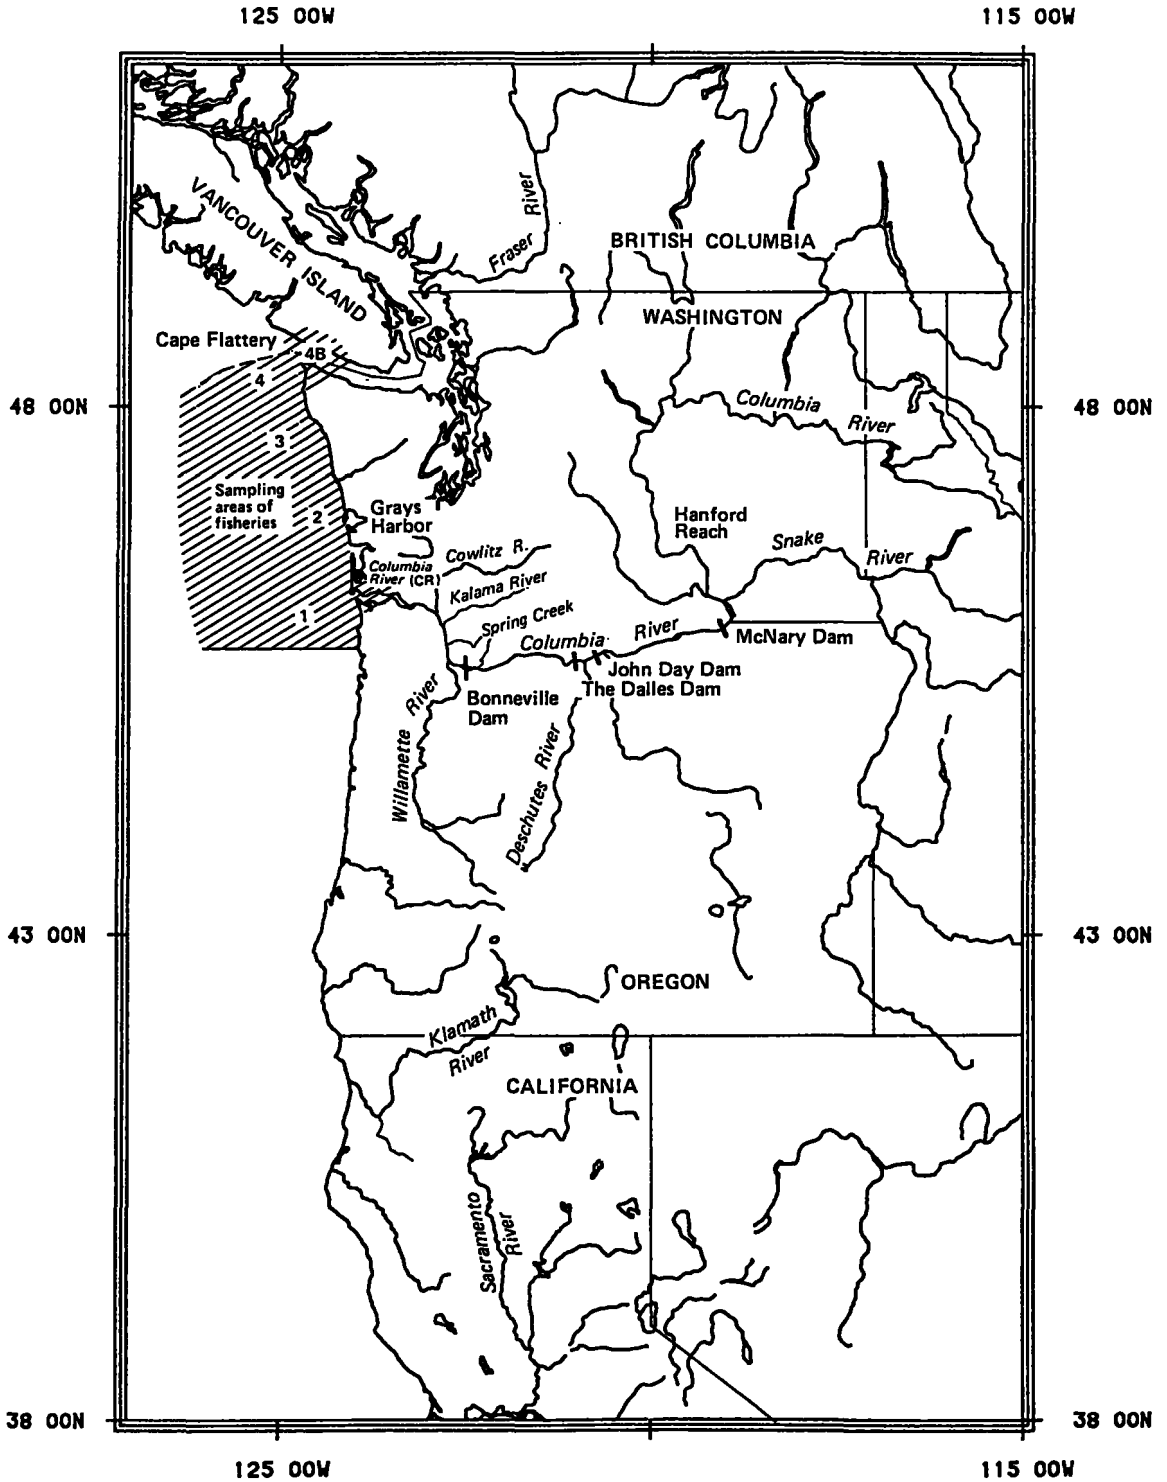 125 00W
115 00W
River
Fraser
VANCOUVER ISLAND
BRITISH COLUMBIA
WASHINGTON
Cape Flattery
4B
4
48 00N
48 00N
Columbia
River
3
Sampling
areas of
fisheries
2
Grays
Harbor
Hanford
Reach
Snake
River
Cowlitz R.
Columbia
River (CR)
Kalama River
1
Spring Creek
Columbia
River
McNary Dam
John Day Dam
The Dalles Dam
Bonneville
Dam
Willamette
River
Deschutes River
43 00N
43 00N
OREGON
Klamath
River
CALIFORNIA
Sacramento
River
38 00N
38 00N
125 00W
115 00W